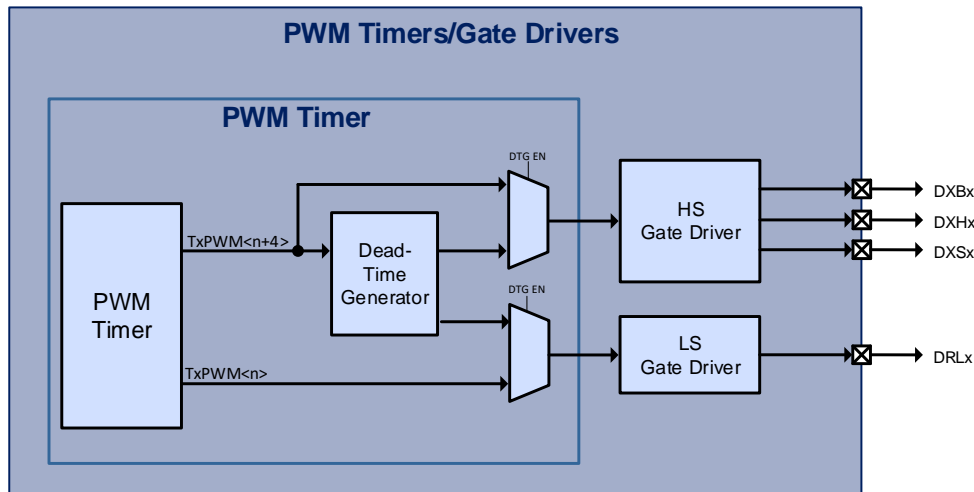 PWM Timers/Gate Drivers
PWM Timer
DTG EN
TxPWM<n+4>
Dead-
Time
Generator
PWM
Timer
HS
Gate Driver
DXBx
DXHx
DXSx
DTG EN
LS
Gate Driver
DRLx
TxPWM<n>